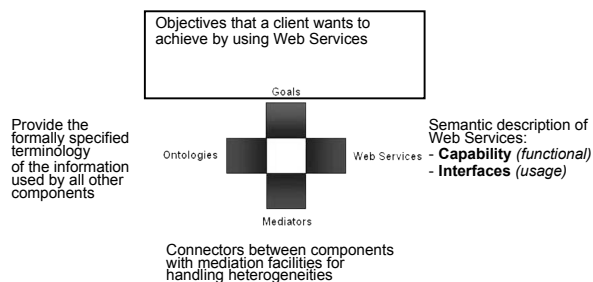 Objectives that a client wants to
achieve by using Web Services
Goals
Provide the
formally specified
terminology
of the information
used by all other
components
Ontologies
Web Services
Semantic description of
Web Services:
- Capability (functional)
- Interfaces (usage)
Mediators
Connectors between components
with mediation facilities for
handling heterogeneities